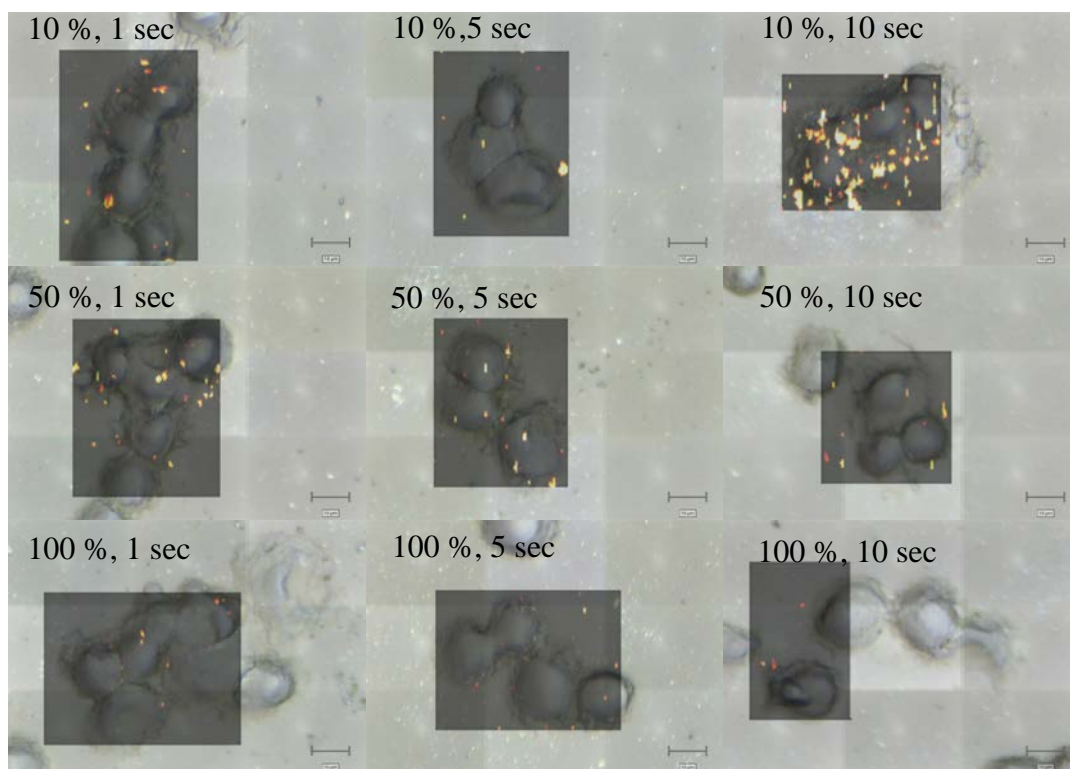 10 %, 1 sec
10 %,5 sec
10 %, 10 sec
50 %, 1 sec
50 %, 5 sec
50 %, 10 sec
100 %, 1 sec
100 %, 5 sec
100 %, 10 sec